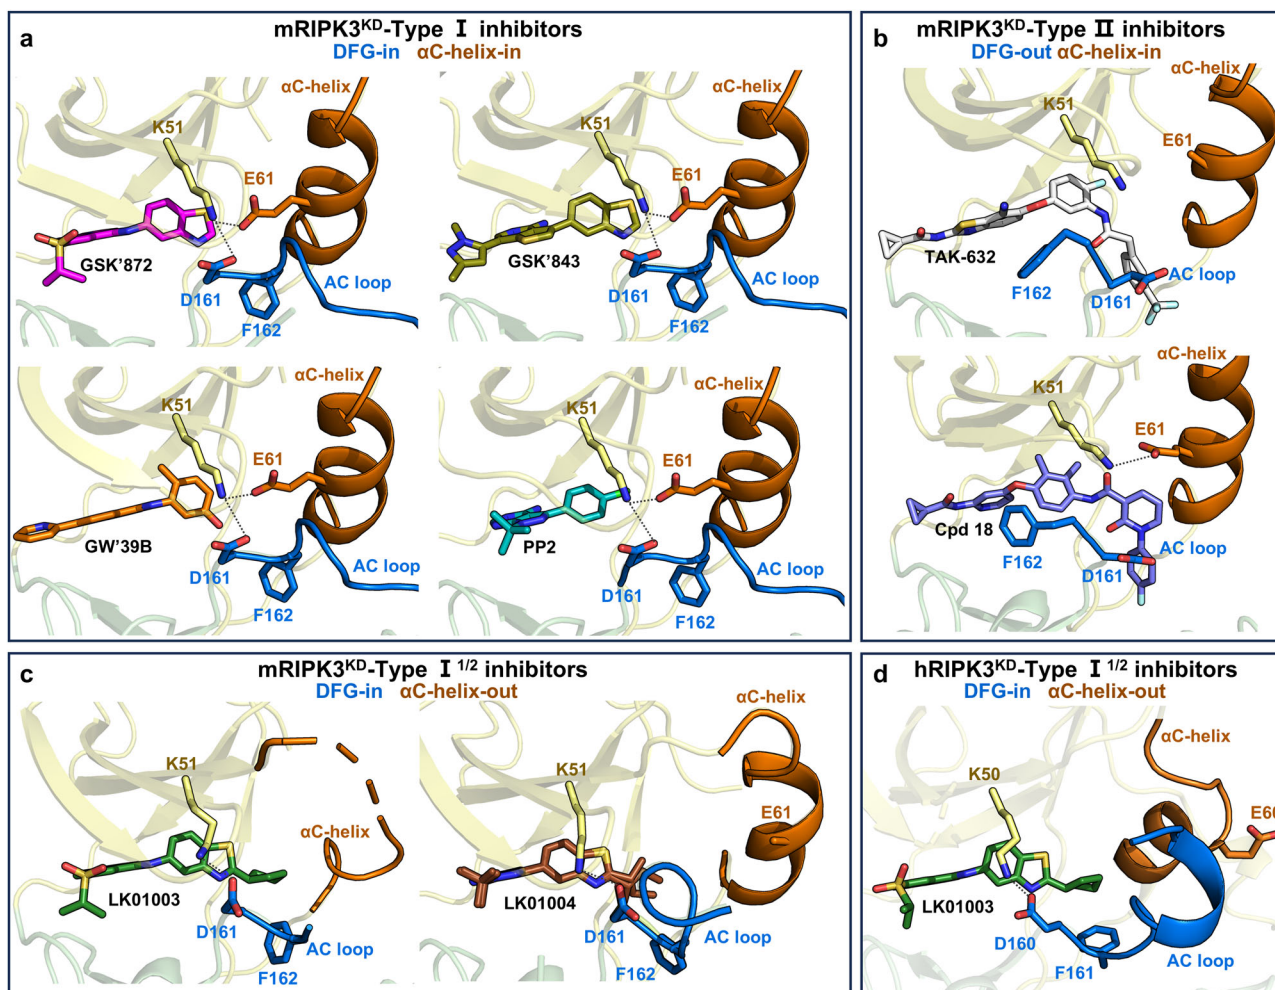 a
mRIPK3ᴷᴰ-Type Ⅰ inhibitors
DFG-in αC-helix-in
αC-helix
K51
E61
GSK'872
D161
F162
AC loop
αC-helix
K51
E61
GSK'843
D161
F162
AC loop
αC-helix
K51
E61
GW'39B
D161
F162
AC loop
αC-helix
K51
E61
PP2
D161
F162
AC loop
b
mRIPK3ᴷᴰ-Type Ⅱ inhibitors
DFG-out αC-helix-in
αC-helix
K51
E61
TAK-632
F162
D161
AC loop
αC-helix
K51
E61
Cpd 18
F162
D161
AC loop
c
mRIPK3ᴷᴰ-Type Ⅰ ¹/² inhibitors
DFG-in αC-helix-out
K51
αC-helix
LK01003
D161
AC loop
F162
K51
E61
LK01004
D161
AC loop
F162
d
hRIPK3ᴷᴰ-Type Ⅰ ¹/² inhibitors
DFG-in αC-helix-out
αC-helix
K50
E60
LK01003
D160
F161
AC loop